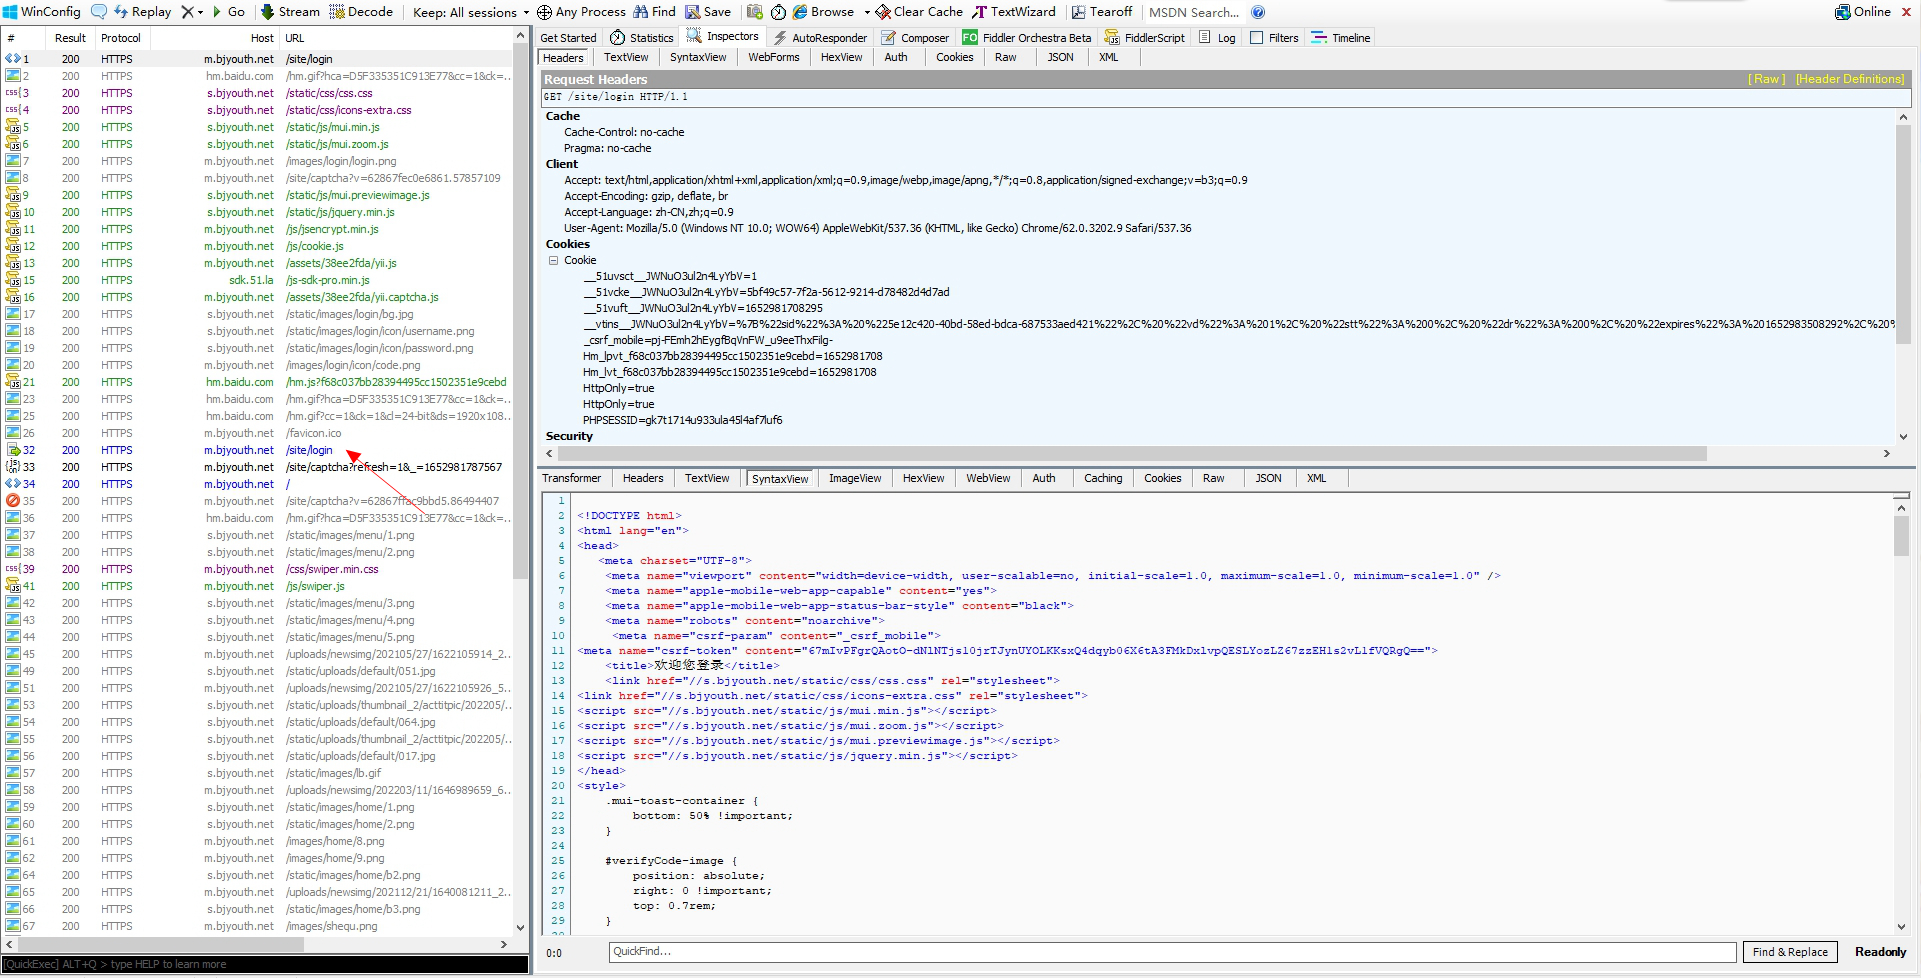 WinConfig Replay X Go Stream Decode Keep: All sessions Any Process Find Save Browse Clear Cache TextWizard Tearoff MSDN Search... Online X
# Result Protocol Host URL
1 200 HTTPS m.bjyouth.net /site/login
2 200 HTTPS hm.baidu.com /hm.gif?hca=D5F335351C913E77&cc=1&ck=...
3 200 HTTPS s.bjyouth.net /static/css/css.css
4 200 HTTPS s.bjyouth.net /static/css/icons-extra.css
5 200 HTTPS s.bjyouth.net /static/js/mui.min.js
6 200 HTTPS s.bjyouth.net /static/js/mui.zoom.js
7 200 HTTPS m.bjyouth.net /images/login/login.png
8 200 HTTPS m.bjyouth.net /site/captcha?v=62867fec0e6861.57857109
9 200 HTTPS s.bjyouth.net /static/js/mui.previewimage.js
10 200 HTTPS s.bjyouth.net /static/js/jquery.min.js
11 200 HTTPS m.bjyouth.net /js/jsencrypt.min.js
12 200 HTTPS m.bjyouth.net /js/cookie.js
13 200 HTTPS m.bjyouth.net /assets/38ee2fda/yii.js
15 200 HTTPS sdk.51.la /js-sdk-pro.min.js
16 200 HTTPS m.bjyouth.net /assets/38ee2fda/yii.captcha.js
17 200 HTTPS s.bjyouth.net /static/images/login/bg.jpg
18 200 HTTPS s.bjyouth.net /static/images/login/icon/username.png
19 200 HTTPS s.bjyouth.net /static/images/login/icon/password.png
20 200 HTTPS s.bjyouth.net /static/images/login/icon/code.png
21 200 HTTPS hm.baidu.com /hm.js?f68c037bb28394495cc1502351e9cebd
23 200 HTTPS hm.baidu.com /hm.gif?hca=D5F335351C913E77&cc=1&ck=...
25 200 HTTPS hm.baidu.com /hm.gif?cc=1&ck=1&cl=24-bit&ds=1920x108...
26 200 HTTPS m.bjyouth.net /favicon.ico
32 200 HTTPS m.bjyouth.net /site/login
33 200 HTTPS m.bjyouth.net /site/captcha?refresh=1&_=1652981787567
34 200 HTTPS m.bjyouth.net /
35 200 HTTPS m.bjyouth.net /site/captcha?v=62867ffac9bbd5.86494407
36 200 HTTPS hm.baidu.com /hm.gif?hca=D5F335351C913E77&cc=1&ck=...
37 200 HTTPS s.bjyouth.net /static/images/menu/1.png
38 200 HTTPS s.bjyouth.net /static/images/menu/2.png
39 200 HTTPS m.bjyouth.net /css/swiper.min.css
41 200 HTTPS m.bjyouth.net /js/swiper.js
42 200 HTTPS s.bjyouth.net /static/images/menu/3.png
43 200 HTTPS s.bjyouth.net /static/images/menu/4.png
44 200 HTTPS s.bjyouth.net /static/images/menu/5.png
45 200 HTTPS m.bjyouth.net /uploads/newsimg/202105/27/1622105914_2...
49 200 HTTPS s.bjyouth.net /static/uploads/default/051.jpg
51 200 HTTPS m.bjyouth.net /uploads/newsimg/202105/27/1622105926_5...
53 200 HTTPS s.bjyouth.net /static/uploads/thumbnail_2/acttitpic/202205/...
54 200 HTTPS s.bjyouth.net /static/uploads/default/064.jpg
55 200 HTTPS s.bjyouth.net /static/uploads/thumbnail_2/acttitpic/202205/...
56 200 HTTPS s.bjyouth.net /static/uploads/default/017.jpg
57 200 HTTPS s.bjyouth.net /static/images/lb.gif
58 200 HTTPS m.bjyouth.net /uploads/newsimg/202203/11/1646989659_6...
59 200 HTTPS s.bjyouth.net /static/images/home/1.png
60 200 HTTPS s.bjyouth.net /static/images/home/2.png
61 200 HTTPS m.bjyouth.net /images/home/8.png
62 200 HTTPS m.bjyouth.net /images/home/9.png
64 200 HTTPS s.bjyouth.net /static/images/home/b2.png
65 200 HTTPS m.bjyouth.net /uploads/newsimg/202112/21/1640081211_2...
66 200 HTTPS s.bjyouth.net /static/images/home/b3.png
67 200 HTTPS m.bjyouth.net /images/shequ.png
[QuickExec] ALT+Q > type HELP to learn more
Get Started Statistics Inspectors AutoResponder Composer FO Fiddler Orchestra Beta FiddlerScript Log Filters Timeline
Headers TextView SyntaxView WebForms HexView Auth Cookies Raw JSON XML
Request Headers [ Raw ] [Header Definitions]
GET /site/login HTTP/1.1
Cache
Cache-Control: no-cache
Pragma: no-cache
Client
Accept: text/html,application/xhtml+xml,application/xml;q=0.9,image/webp,image/apng,*/*;q=0.8,application/signed-exchange;v=b3;q=0.9
Accept-Encoding: gzip, deflate, br
Accept-Language: zh-CN,zh;q=0.9
User-Agent: Mozilla/5.0 (Windows NT 10.0; WOW64) AppleWebKit/537.36 (KHTML, like Gecko) Chrome/62.0.3202.9 Safari/537.36
Cookies
Cookie
__51uvsct__JWNuO3ul2n4LyYbV=1
__51vcke__JWNuO3ul2n4LyYbV=5bf49c57-7f2a-5612-9214-d78482d4d7ad
__51vuft__JWNuO3ul2n4LyYbV=1652981708295
__vtins__JWNuO3ul2n4LyYbV=%7B%22sid%22%3A%20%225e12c420-40bd-58ed-bdca-687533aed421%22%2C%20%22vd%22%3A%201%2C%20%22stt%22%3A%200%2C%20%22dr%22%3A%200%2C%20%22expires%22%3A%201652983508292%2C%20%
_csrf_mobile=pj-FEmh2hEygfBqVnFW_u9eeThxFilg-
Hm_lpvt_f68c037bb28394495cc1502351e9cebd=1652981708
Hm_lvt_f68c037bb28394495cc1502351e9cebd=1652981708
HttpOnly=true
HttpOnly=true
PHPSESSID=gk7t1714u933ula45l4af7luf6
Security
Transformer Headers TextView SyntaxView ImageView HexView WebView Auth Caching Cookies Raw JSON XML
1
2 <!DOCTYPE html>
3 <html lang="en">
4 <head>
5 <meta charset="UTF-8">
6 <meta name="viewport" content="width=device-width, user-scalable=no, initial-scale=1.0, maximum-scale=1.0, minimum-scale=1.0" />
7 <meta name="apple-mobile-web-app-capable" content="yes">
8 <meta name="apple-mobile-web-app-status-bar-style" content="black">
9 <meta name="robots" content="noarchive">
10 <meta name="csrf-param" content="_csrf_mobile">
11 <meta name="csrf-token" content="67mIvPFgrQAotO-dNlNTjsl0jrTJynUYOLKKsxQ4dqyb06X6tA3FMkDxlvpQESLYozLZ67zzEHls2vLlfVQRgQ==">
12 <title>欢迎您登录</title>
13 <link href="//s.bjyouth.net/static/css/css.css" rel="stylesheet">
14 <link href="//s.bjyouth.net/static/css/icons-extra.css" rel="stylesheet">
15 <script src="//s.bjyouth.net/static/js/mui.min.js"></script>
16 <script src="//s.bjyouth.net/static/js/mui.zoom.js"></script>
17 <script src="//s.bjyouth.net/static/js/mui.previewimage.js"></script>
18 <script src="//s.bjyouth.net/static/js/jquery.min.js"></script>
19 </head>
20 <style>
21 .mui-toast-container {
22 bottom: 50% !important;
23 }
24
25 #verifyCode-image {
26 position: absolute;
27 right: 0 !important;
28 top: 0.7rem;
29 }
0:0 QuickFind... Find & Replace Readonly